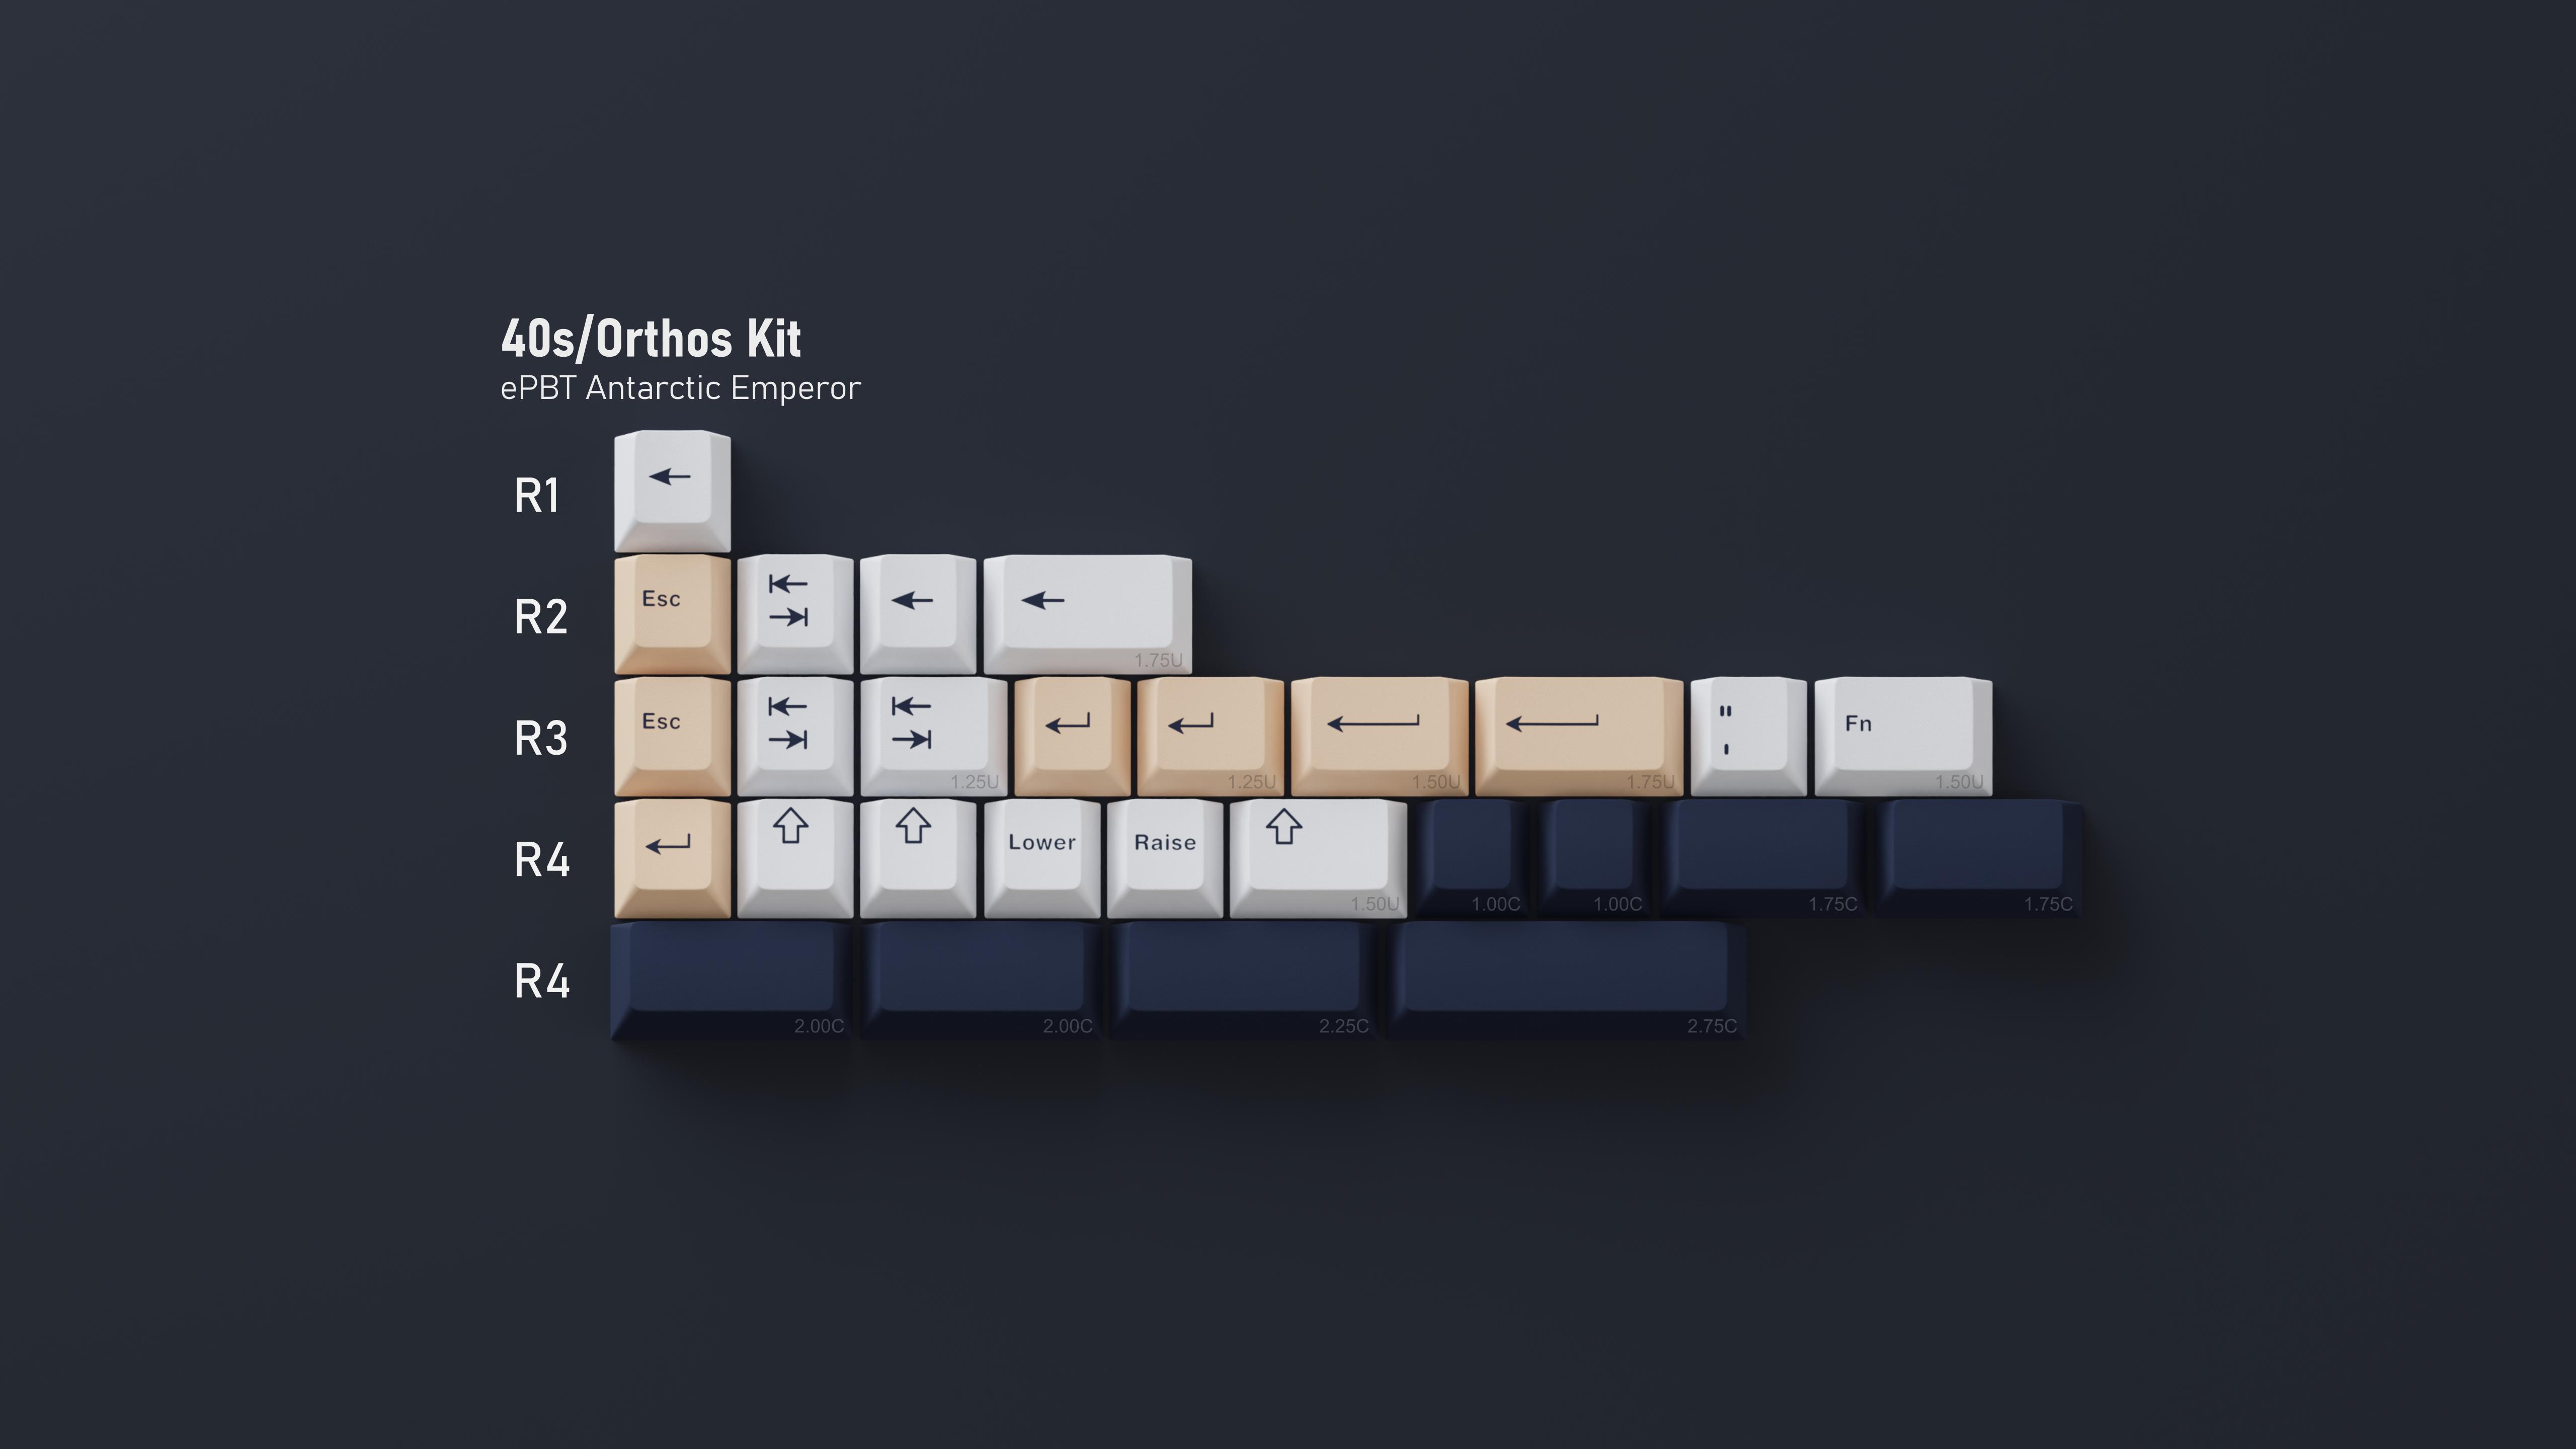 40s/Orthos Kit
ePBT Antarctic Emperor
R1
←
R2
Esc
⇤
⇥
←
←
1.75U
R3
Esc
⇤
⇥
⇤
⇥
1.25U
↵
↵
1.25U
↵
1.50U
↵
1.75U
"
'
Fn
1.50U
R4
↵
⇧
⇧
Lower
Raise
⇧
1.50U
1.00C
1.00C
1.75C
1.75C
R4
2.00C
2.00C
2.25C
2.75C